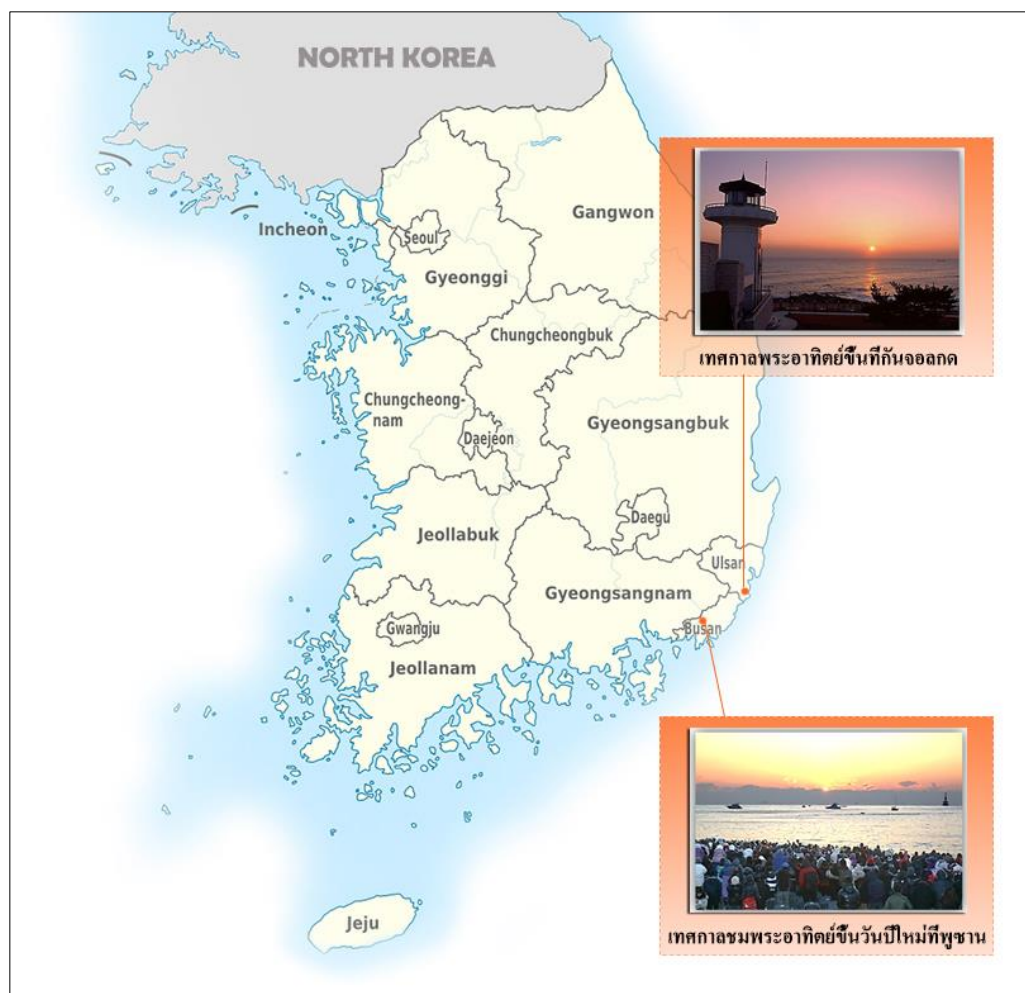 NORTH KOREA
Gangwon
Incheon
Seoul
Gyeonggi
Chungcheongbuk
เทศกาลพระอาทิตย์ขึ้นที่กันจอลกด
Chungcheong-
nam
Daejeon
Gyeongsangbuk
Daegu
Jeollabuk
Ulsan
Gyeongsangnam
Gwangju
Busan
Jeollanam
Jeju
เทศกาลชมพระอาทิตย์ขึ้นวันปีใหม่ที่พูซาน